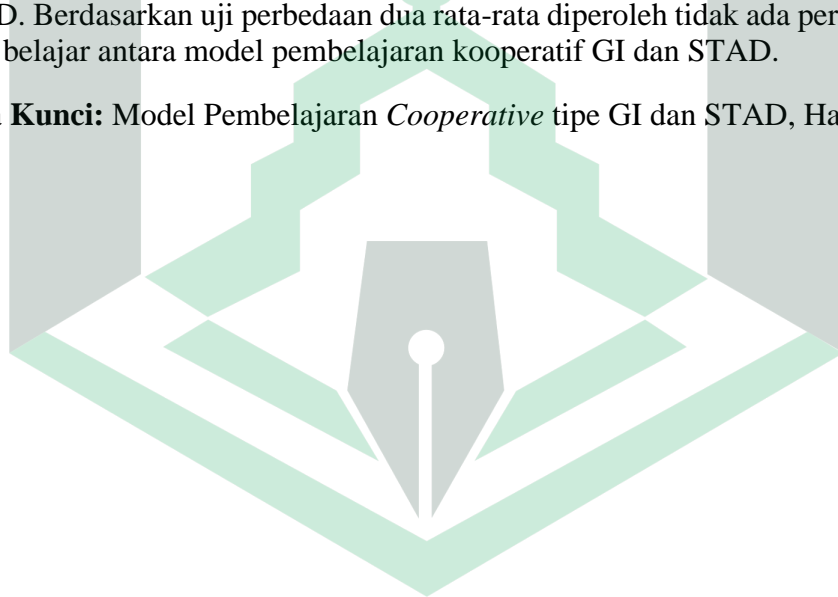 D. Berdasarkan uji perbedaan dua rata-rata diperoleh tidak ada per
belajar antara model pembelajaran kooperatif GI dan STAD.
Kunci: Model Pembelajaran Cooperative tipe GI dan STAD, Ha